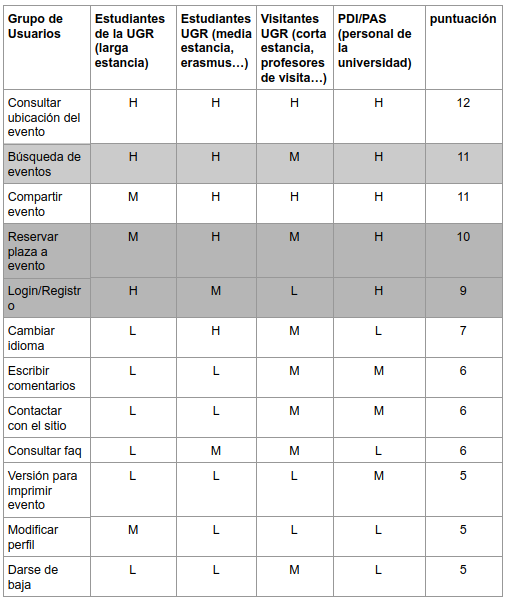 Grupo de Usuarios | Estudiantes de la UGR (larga estancia) | Estudiantes UGR (media estancia, erasmus…) | Visitantes UGR (corta estancia, profesores de visita…) | PDI/PAS (personal de la universidad) | puntuación
Consultar ubicación del evento | H | H | H | H | 12
Búsqueda de eventos | H | H | M | H | 11
Compartir evento | M | H | H | H | 11
Reservar plaza a evento | M | H | M | H | 10
Login/Registro | H | M | L | H | 9
Cambiar idioma | L | H | M | L | 7
Escribir comentarios | L | L | M | M | 6
Contactar con el sitio | L | L | M | M | 6
Consultar faq | L | M | M | L | 6
Versión para imprimir evento | L | L | L | M | 5
Modificar perfil | M | L | L | L | 5
Darse de baja | L | L | M | L | 5